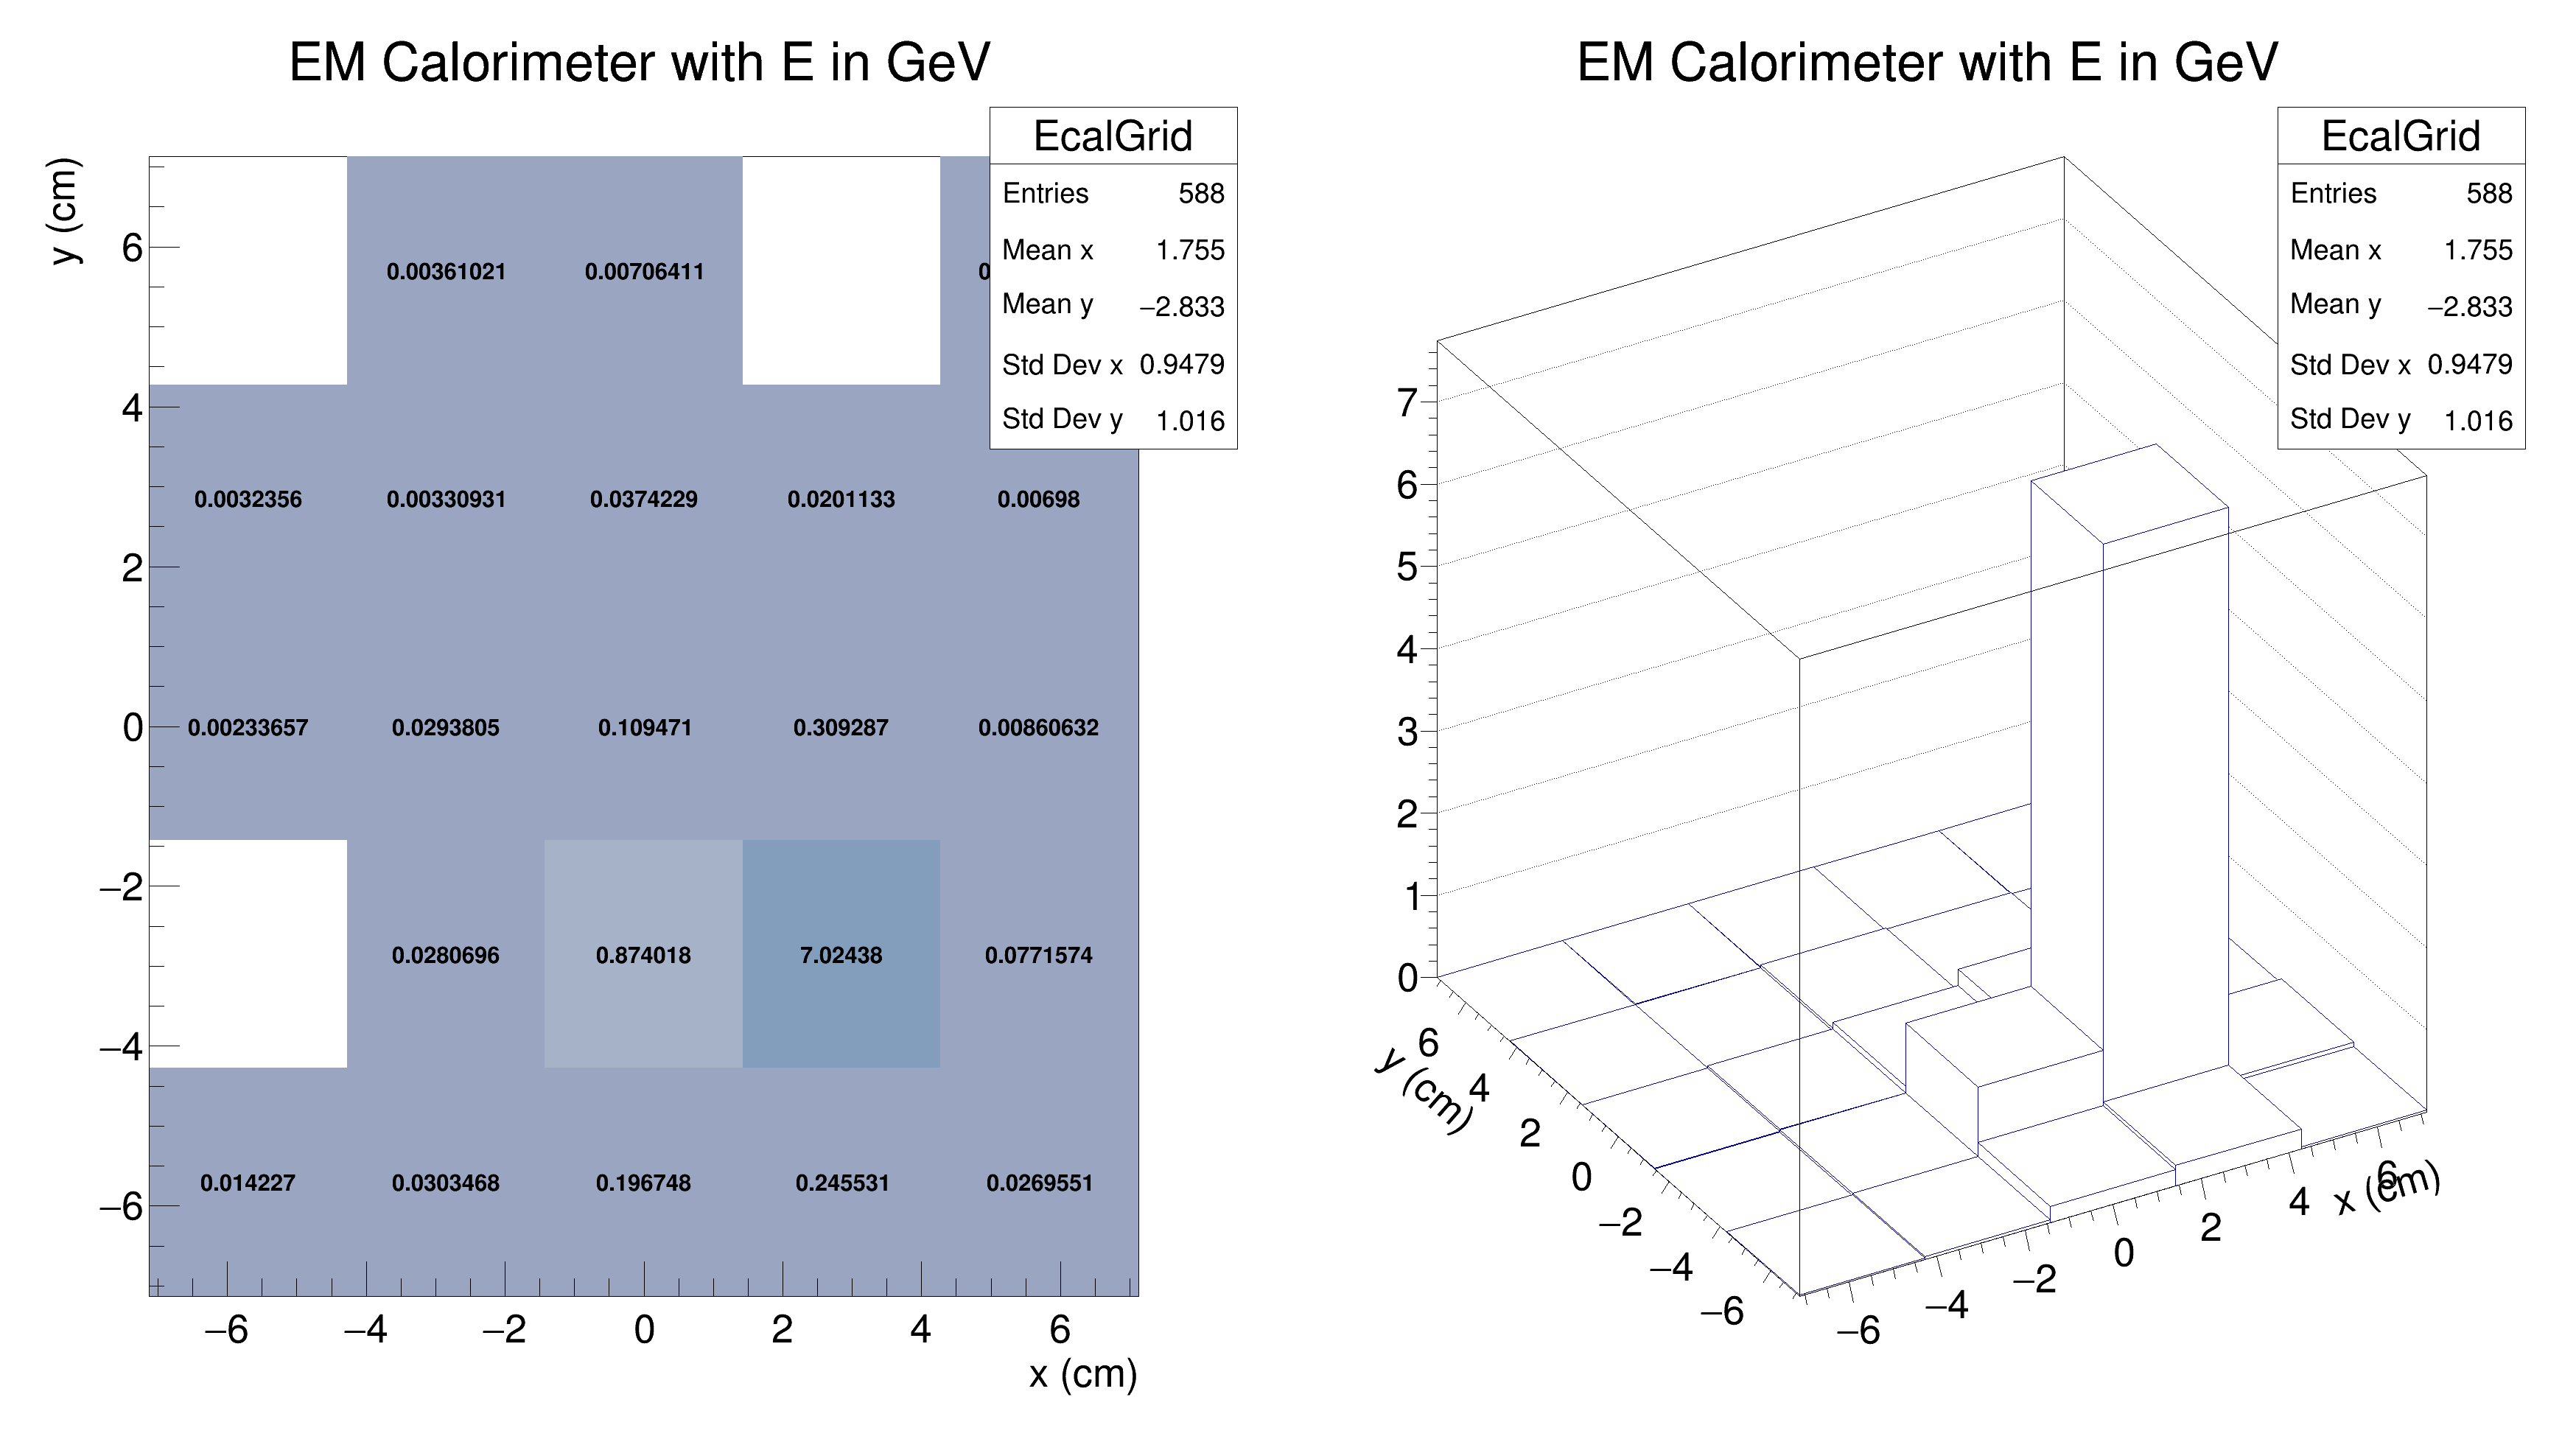 EM Calorimeter with E in GeV
EcalGrid
Entries 588
Mean x 1.755
Mean y −2.833
Std Dev x 0.9479
Std Dev y 1.016
y (cm)
6
4
2
0
−2
−4
−6
0.00361021 0.00706411
0.0032356 0.00330931 0.0374229 0.0201133 0.00698
0.00233657 0.0293805 0.109471 0.309287 0.00860632
0.0280696 0.874018 7.02438 0.0771574
0.014227 0.0303468 0.196748 0.245531 0.0269551
−6 −4 −2 0 2 4 6
x (cm)
EM Calorimeter with E in GeV
EcalGrid
Entries 588
Mean x 1.755
Mean y −2.833
Std Dev x 0.9479
Std Dev y 1.016
7
6
5
4
3
2
1
0
y (cm)
6
4
2
0
−2
−4
−6
−6 −4 −2 0 2 4 6
x (cm)